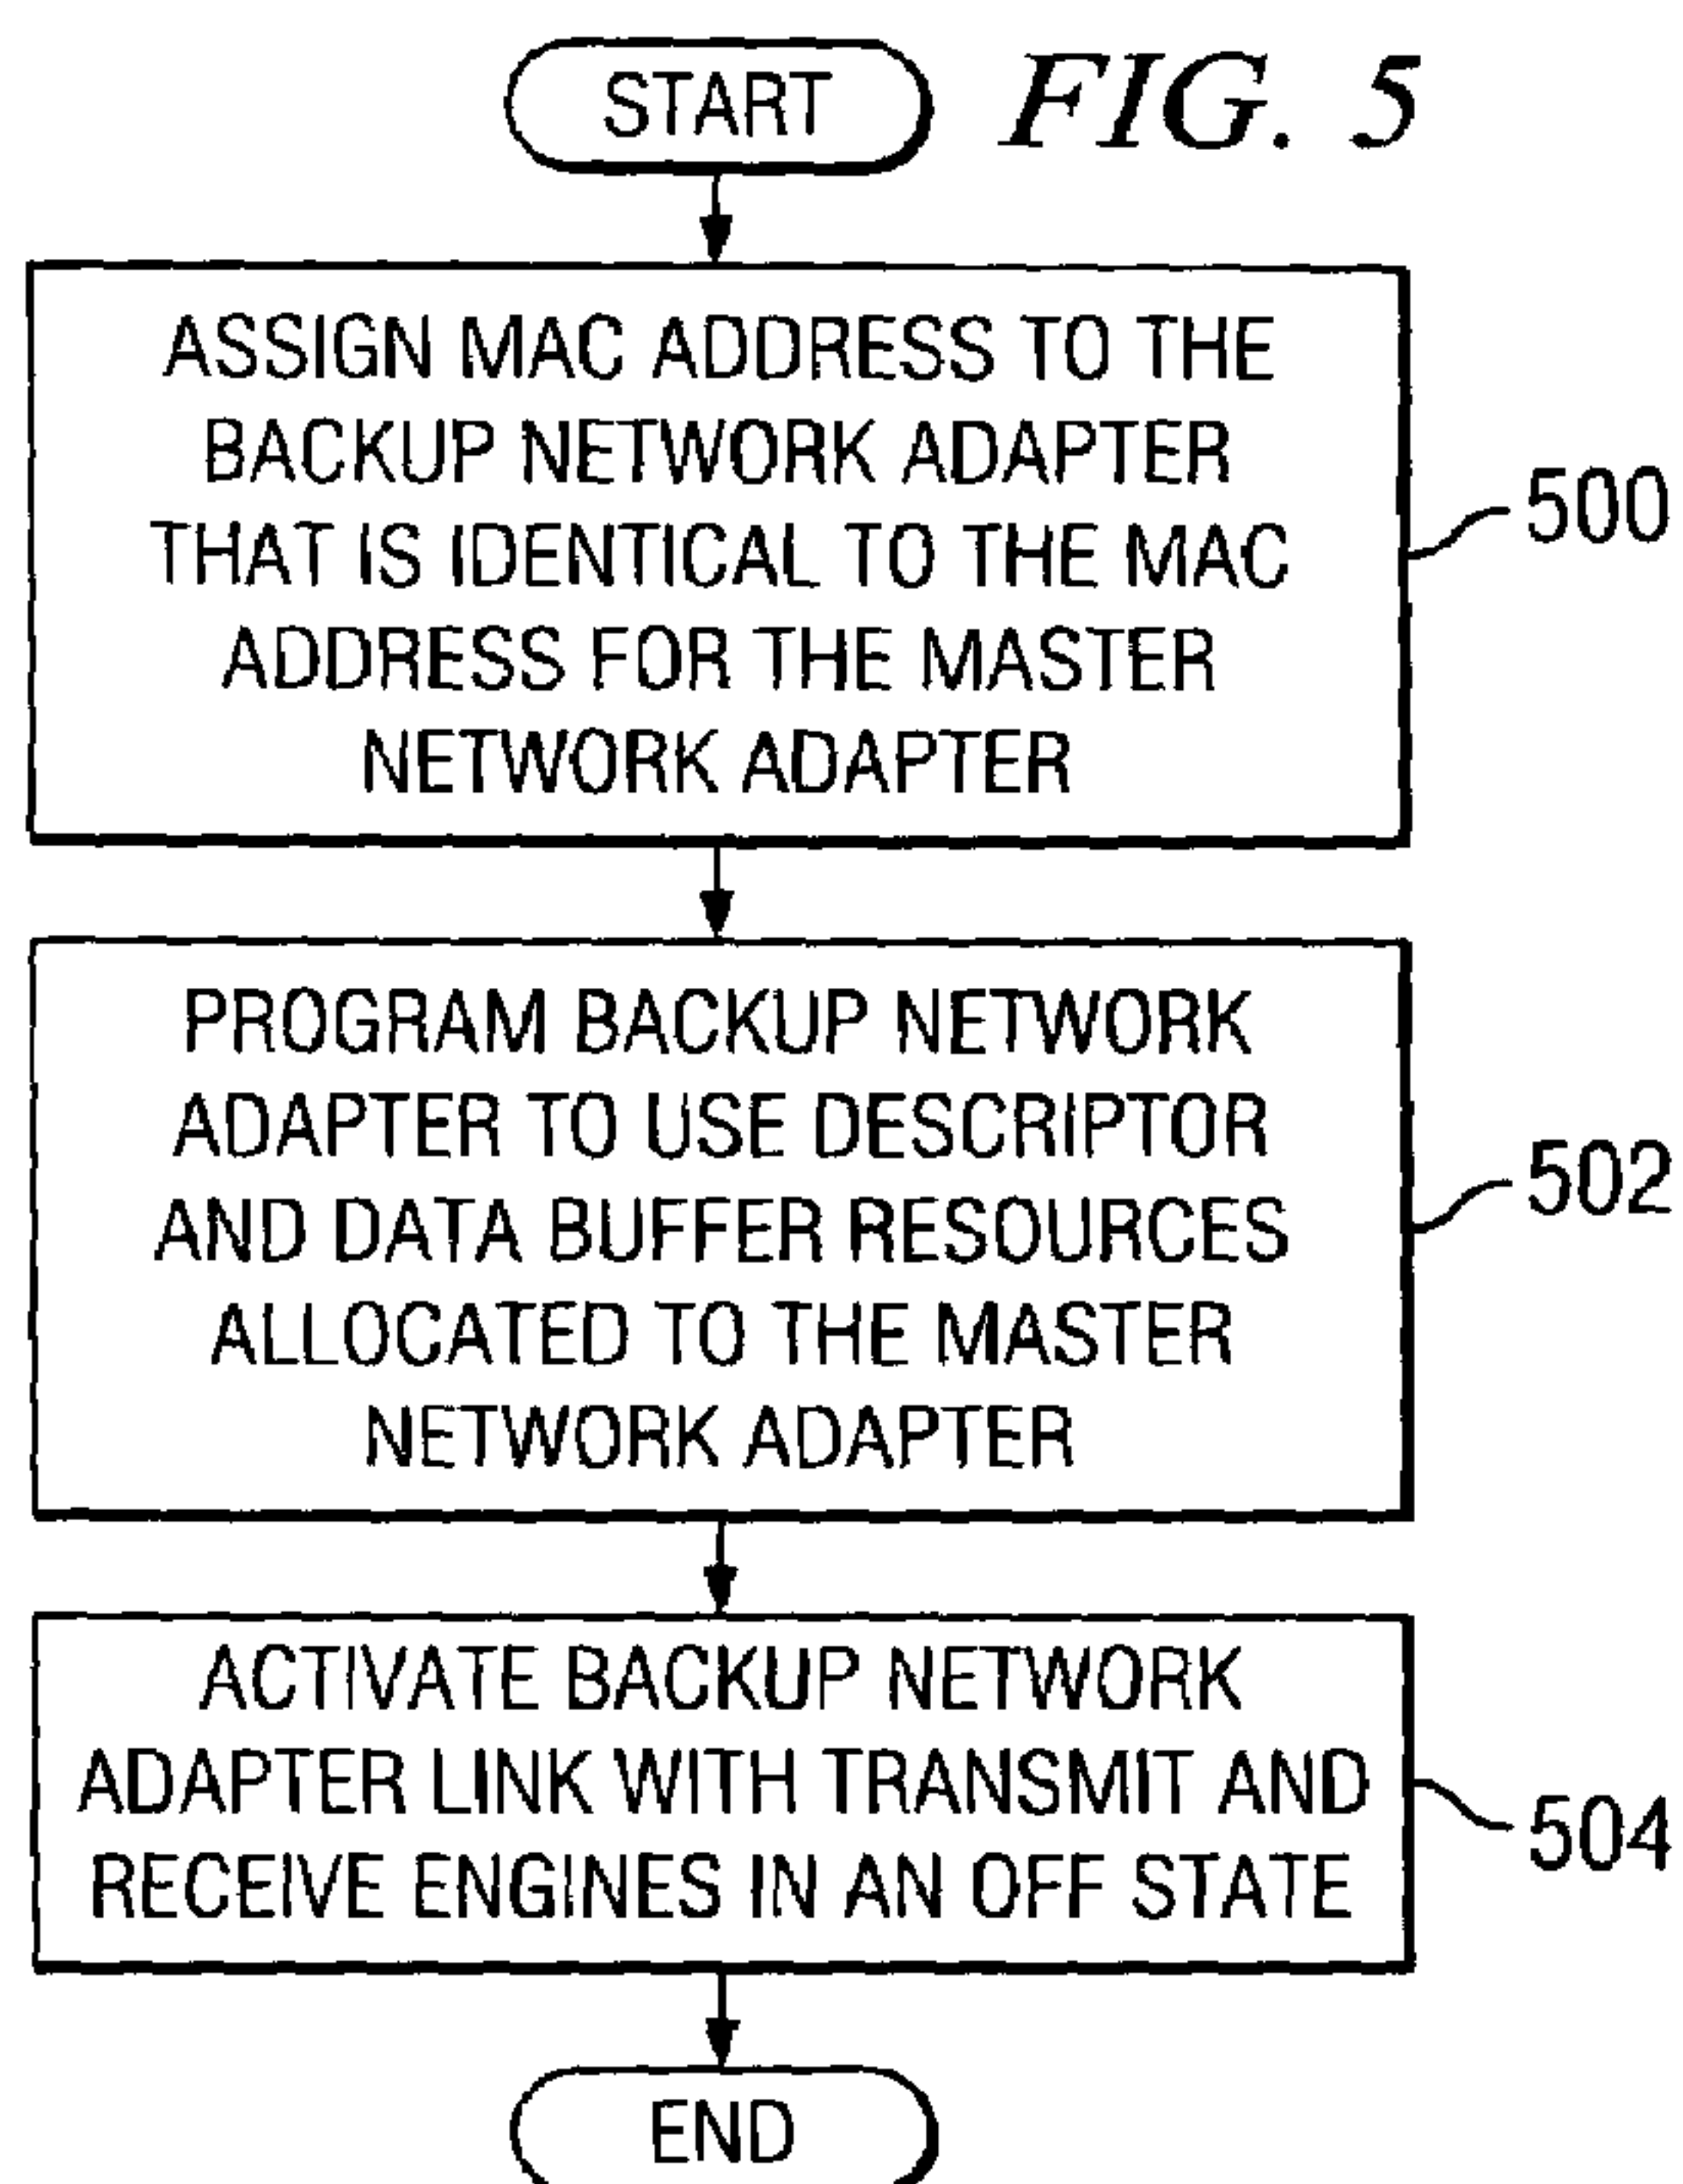 START
FIG. 5
ASSIGN MAC ADDRESS TO THE
BACKUP NETWORK ADAPTER
THAT IS IDENTICAL TO THE MAC
ADDRESS FOR THE MASTER
NETWORK ADAPTER
500
PROGRAM BACKUP NETWORK
ADAPTER TO USE DESCRIPTOR
AND DATA BUFFER RESOURCES
ALLOCATED TO THE MASTER
NETWORK ADAPTER
502
ACTIVATE BACKUP NETWORK
ADAPTER LINK WITH TRANSMIT AND
RECEIVE ENGINES IN AN OFF STATE
504
END